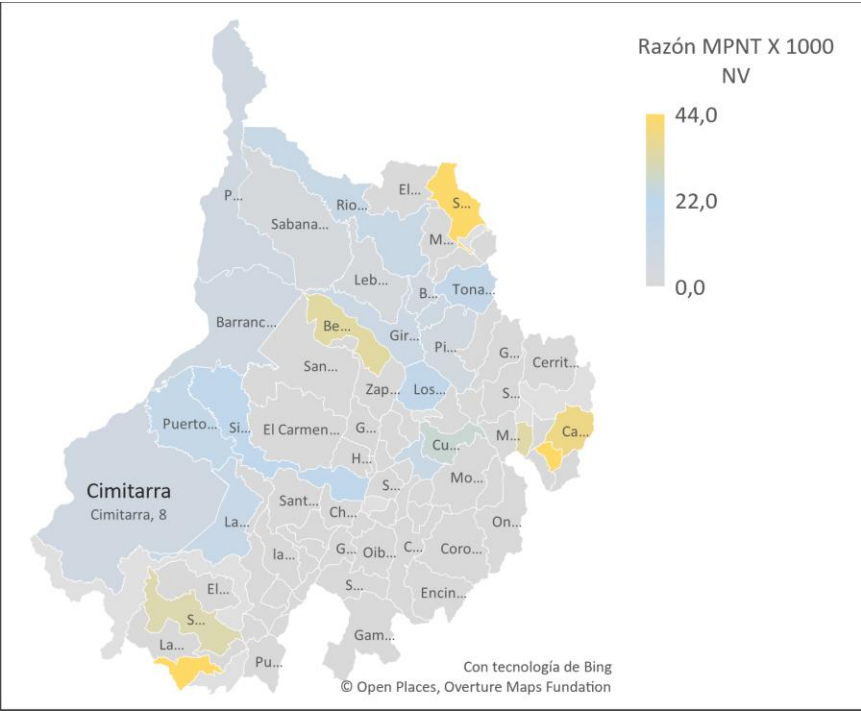 Razón MPNT X 1000
NV
44,0
22,0
0,0
P...
Sabana...
Rio...
El...
S...
M...
Leb...
B...
Tona...
Barranc...
Be...
Gir...
Pi...
San...
G...
Cerrit...
Zap...
Los...
S...
Puerto...
Si...
El Carmen...
G...
Cu...
M...
Ca...
H...
Cimitarra
Cimitarra, 8
Sant...
S...
Mo...
La...
Ch...
On...
la...
G...
Oib...
C...
Coro...
El...
S...
Encin...
S...
La...
Pu...
Gam...
Con tecnología de Bing
© Open Places, Overture Maps Fundation